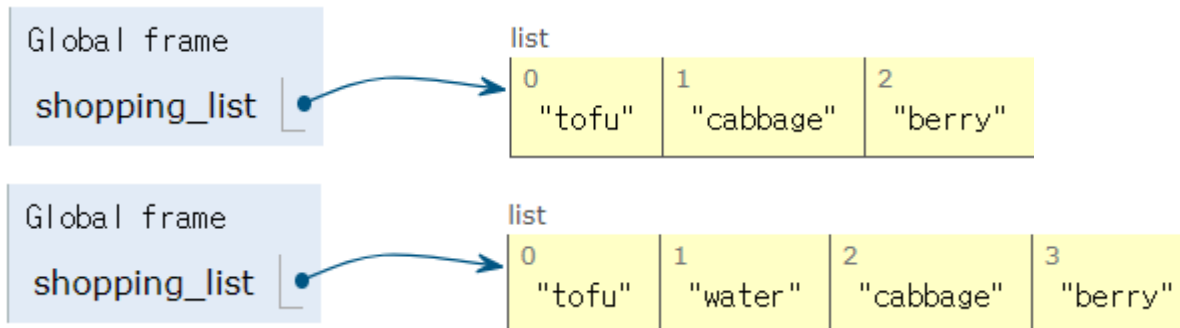 Global frame
shopping_list
list
0 1 2
"tofu" "cabbage" "berry"
Global frame
shopping_list
list
0 1 2 3
"tofu" "water" "cabbage" "berry"